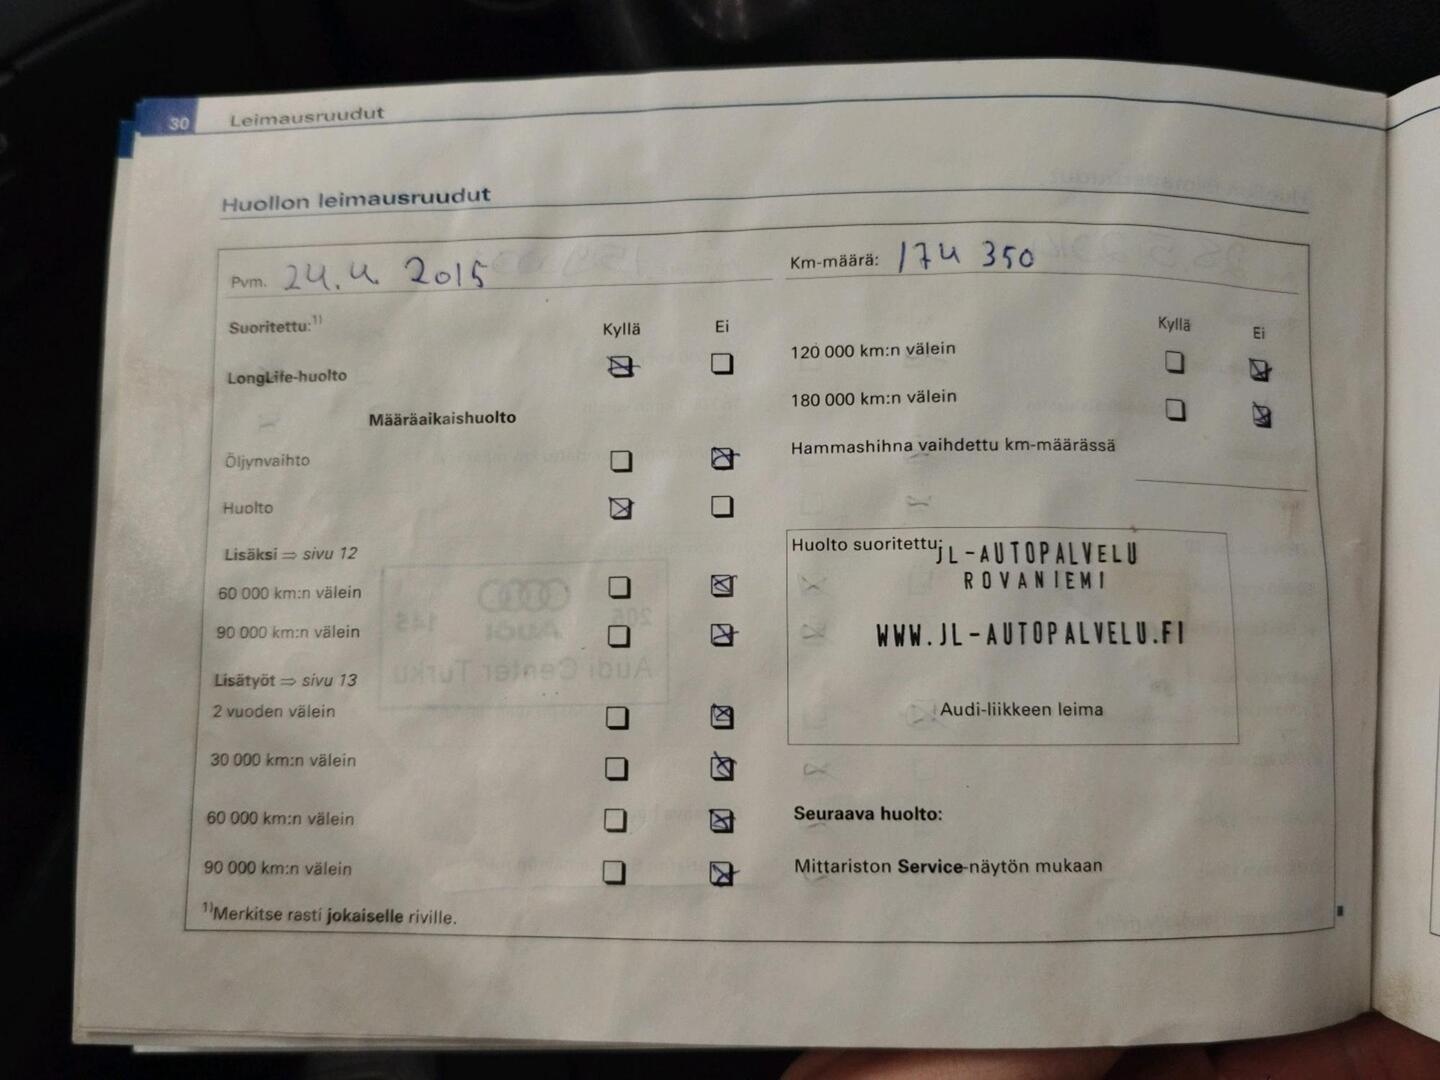 30 Leimausruudut
Huollon leimausruudut
Pvm. 24.4. 2015
Km-määrä: 174 350
Suoritettu:1)
Kyllä Ei
LongLife-huolto
Määräaikaishuolto
Öljynvaihto
Huolto
Lisäksi ⇒ sivu 12
60 000 km:n välein
90 000 km:n välein
Lisätyöt ⇒ sivu 13
2 vuoden välein
30 000 km:n välein
60 000 km:n välein
90 000 km:n välein
1)Merkitse rasti jokaiselle riville.
Kyllä Ei
120 000 km:n välein
180 000 km:n välein
Hammashihna vaihdettu km-määrässä
Huolto suoritettu:
JL-AUTOPALVELU
ROVANIEMI
WWW.JL-AUTOPALVELU.FI
Audi-liikkeen leima
Seuraava huolto:
Mittariston Service-näytön mukaan